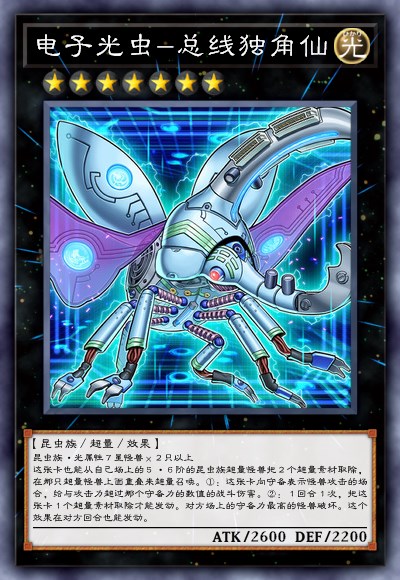 电子光虫-总线独角仙
光
【昆虫族／超量／效果】
昆虫族·光属性7星怪兽×2只以上
这张卡也能从自己场上的5·6阶的昆虫族超量怪兽把2个超量素材取除，
在那只超量怪兽上面重叠来超量召唤。①：这张卡向守备表示怪兽攻击的场
合，给与攻击力超过那个守备力的数值的战斗伤害。②：1回合1次，把这
张卡1个超量素材取除才能发动。对方场上的守备力最高的怪兽破坏。这个
效果在对方回合也能发动。
ATK/2600 DEF/2200